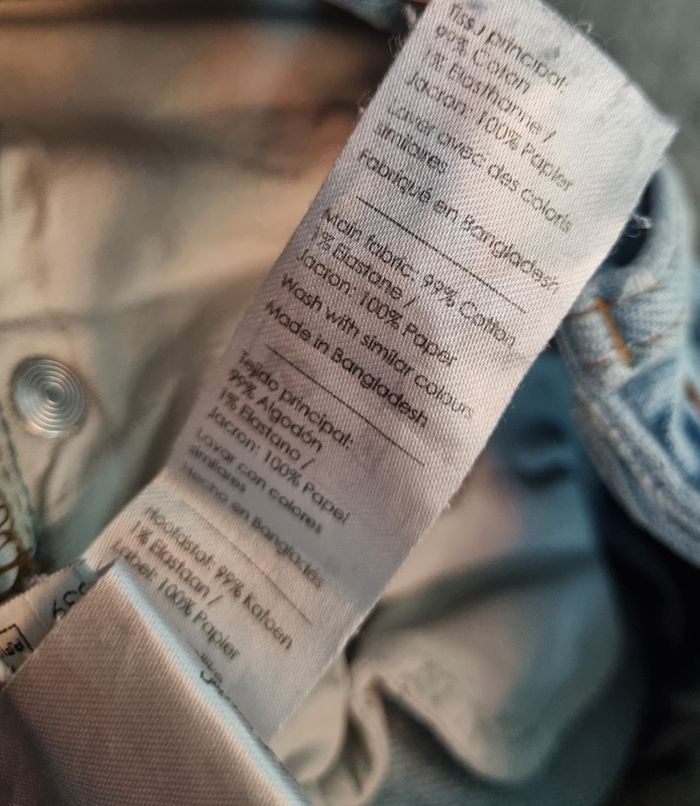 Tissu principal:
99% Coton
1% Elasthanne /
Jacron: 100% Papier
Laver avec des coloris
similaires
Fabriqué en Bangladesh
Main fabric: 99% Cotton
1% Elastane /
Jacron: 100% Paper
Wash with similar colours
Made in Bangladesh
Tejido principal:
99% Algodón
1% Elastano /
Jacron: 100% Papel
Lavar con colores
similares
Hecho en Bangladés
Hoofdstof: 99% Katoen
1% Elastaan /
Label: 100% Papier